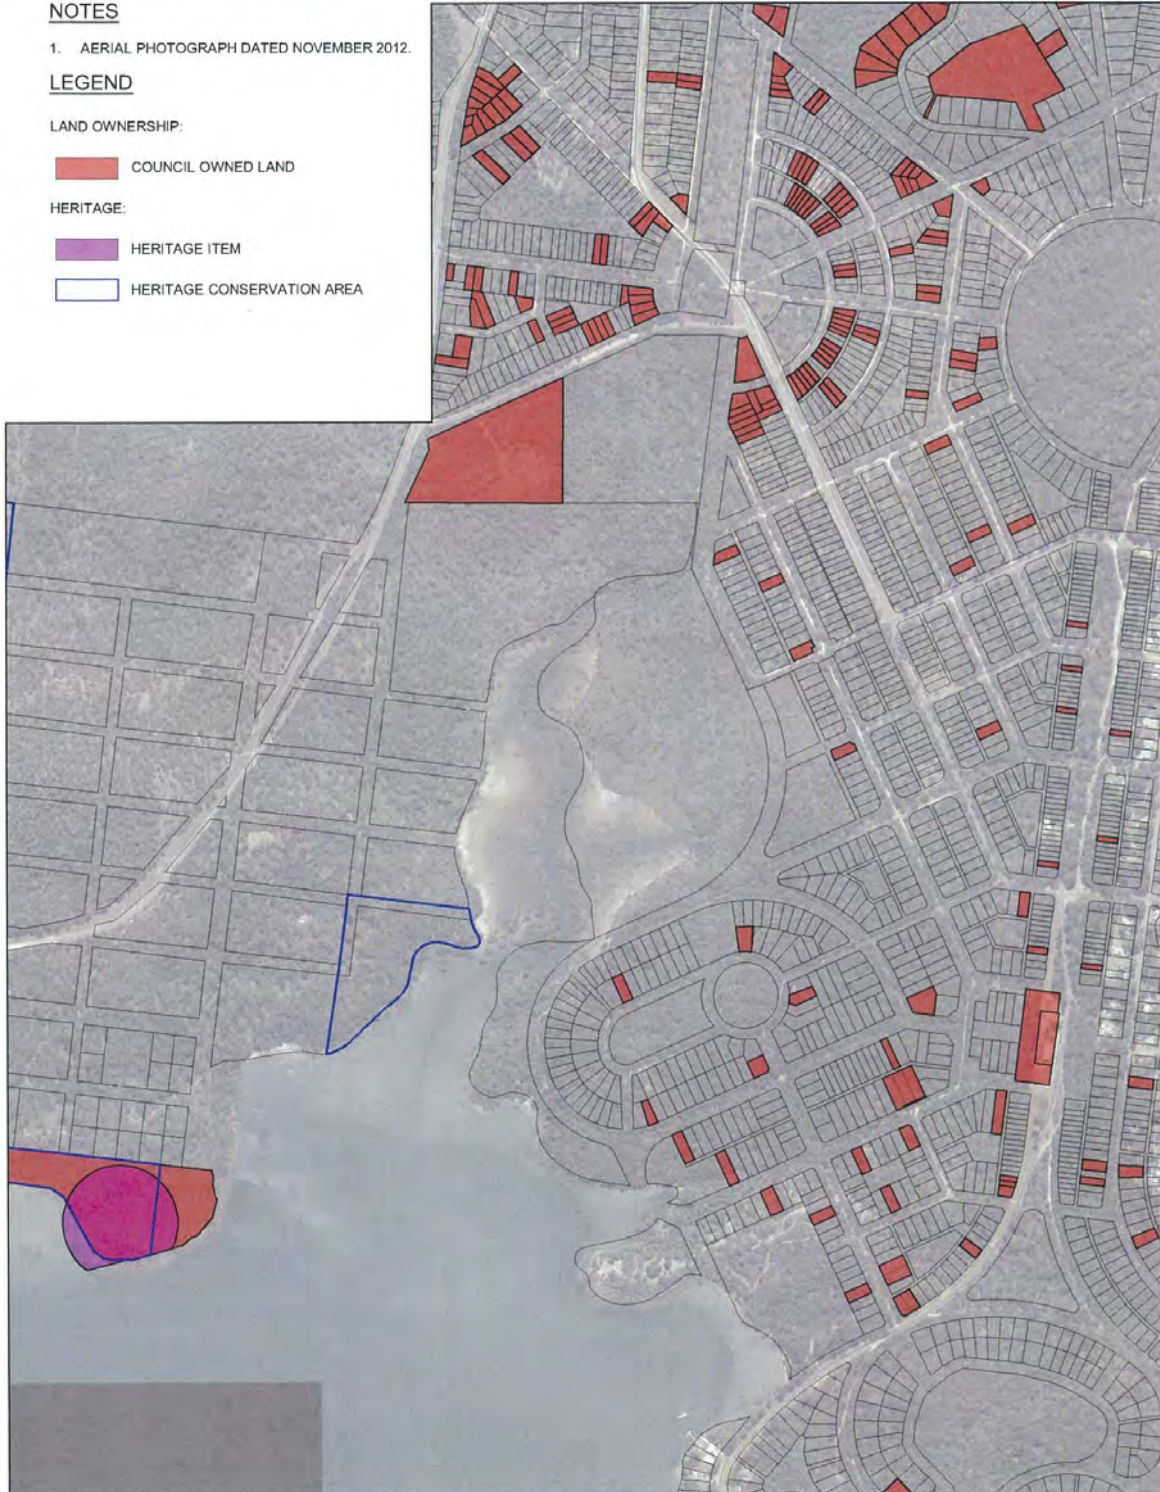 NOTES
1. AERIAL PHOTOGRAPH DATED NOVEMBER 2012.
LEGEND
LAND OWNERSHIP:
COUNCIL OWNED LAND
HERITAGE:
HERITAGE ITEM
HERITAGE CONSERVATION AREA